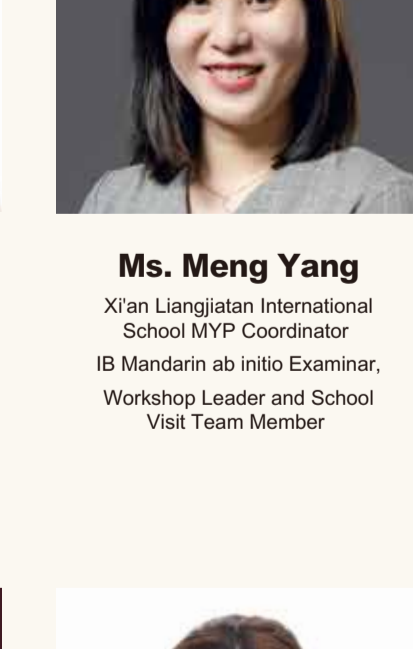 Ms. Meng Yang
Xi'an Liangjiatan International
School MYP Coordinator
IB Mandarin ab initio Examinar,
Workshop Leader and School
Visit Team Member